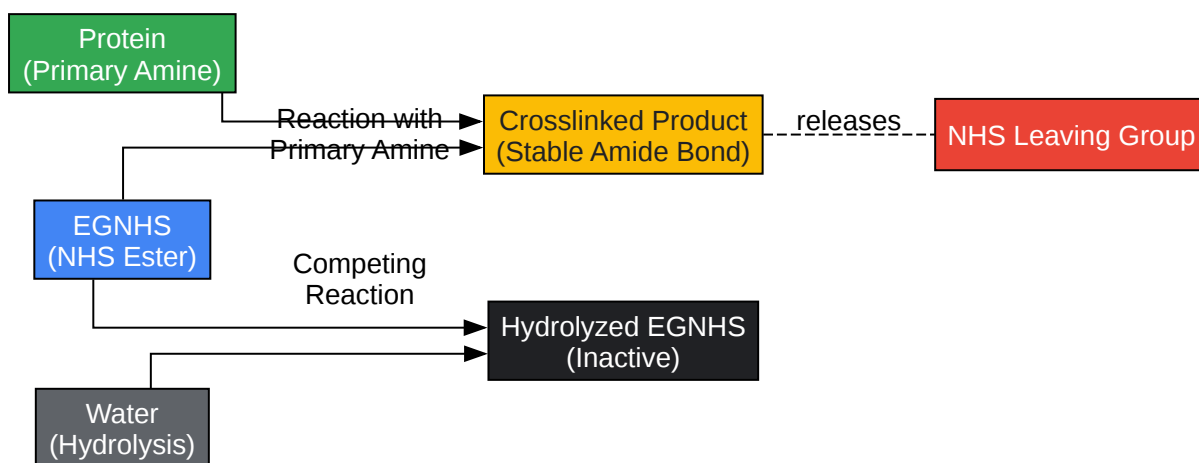 Protein
(Primary Amine)
Reaction with
Primary Amine
Crosslinked Product
(Stable Amide Bond)
releases
NHS Leaving Group
EGNHS
(NHS Ester)
Competing
Reaction
Hydrolyzed EGNHS
(Inactive)
Water
(Hydrolysis)